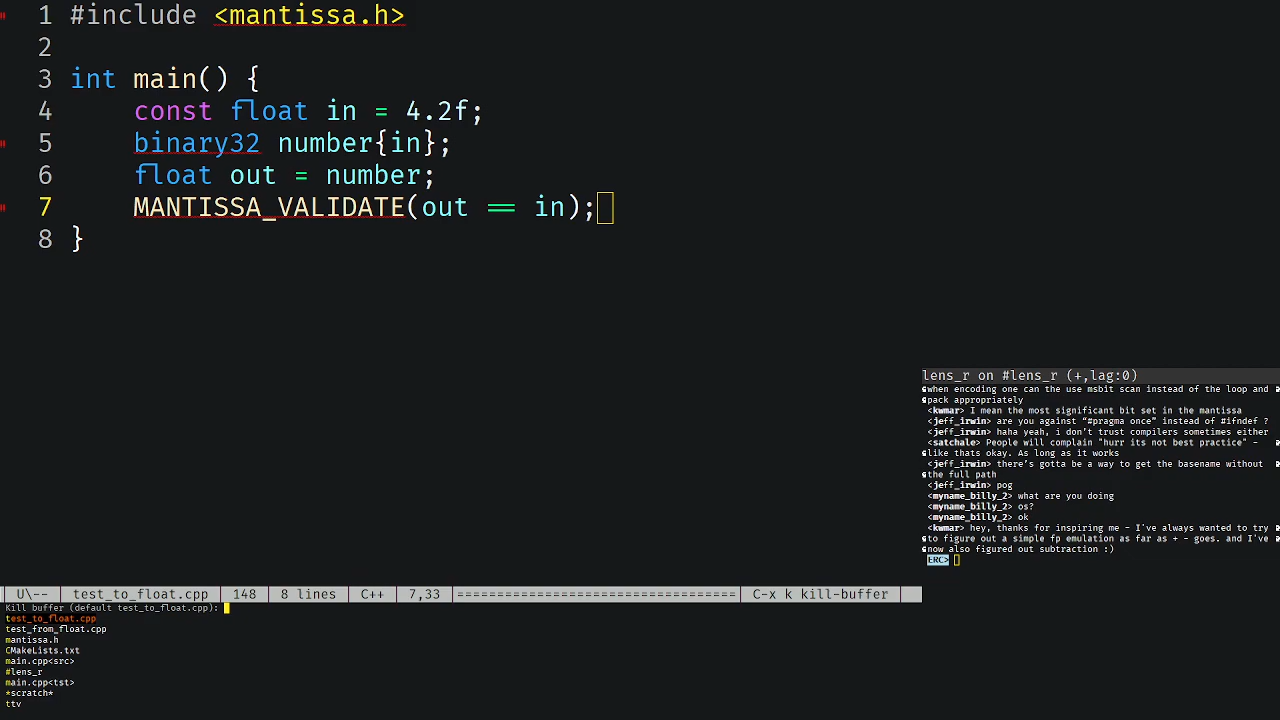 1 #include <mantissa.h>
2
3 int main() {
4 const float in = 4.2f;
5 binary32 number{in};
6 float out = number;
7 MANTISSA_VALIDATE(out == in);
8 }
lens_r on #lens_r (+,lag:0)
when encoding one can the use msbit scan instead of the loop and
pack appropriately
<kwmar> I mean the most significant bit set in the mantissa
<jeff_irwin> are you against “#pragma once” instead of #ifndef ?
<jeff_irwin> haha yeah, i don’t trust compilers sometimes either
<satchale> People will complain "hurr its not best practice" -
like thats okay. As long as it works
<jeff_irwin> there’s gotta be a way to get the basename without
the full path
<jeff_irwin> pog
<myname_billy_2> what are you doing
<myname_billy_2> os?
<myname_billy_2> ok
<kwmar> hey, thanks for inspiring me - I've always wanted to try
to figure out a simple fp emulation as far as + - goes. and I've
now also figured out subtraction :)
ERC>
U\-- test_to_float.cpp 148 8 lines C++ 7,33 =================================== C-x k kill-buffer
Kill buffer (default test_to_float.cpp):
test_to_float.cpp
test_from_float.cpp
mantissa.h
CMakeLists.txt
main.cpp<src>
#lens_r
main.cpp<tst>
*scratch*
ttv